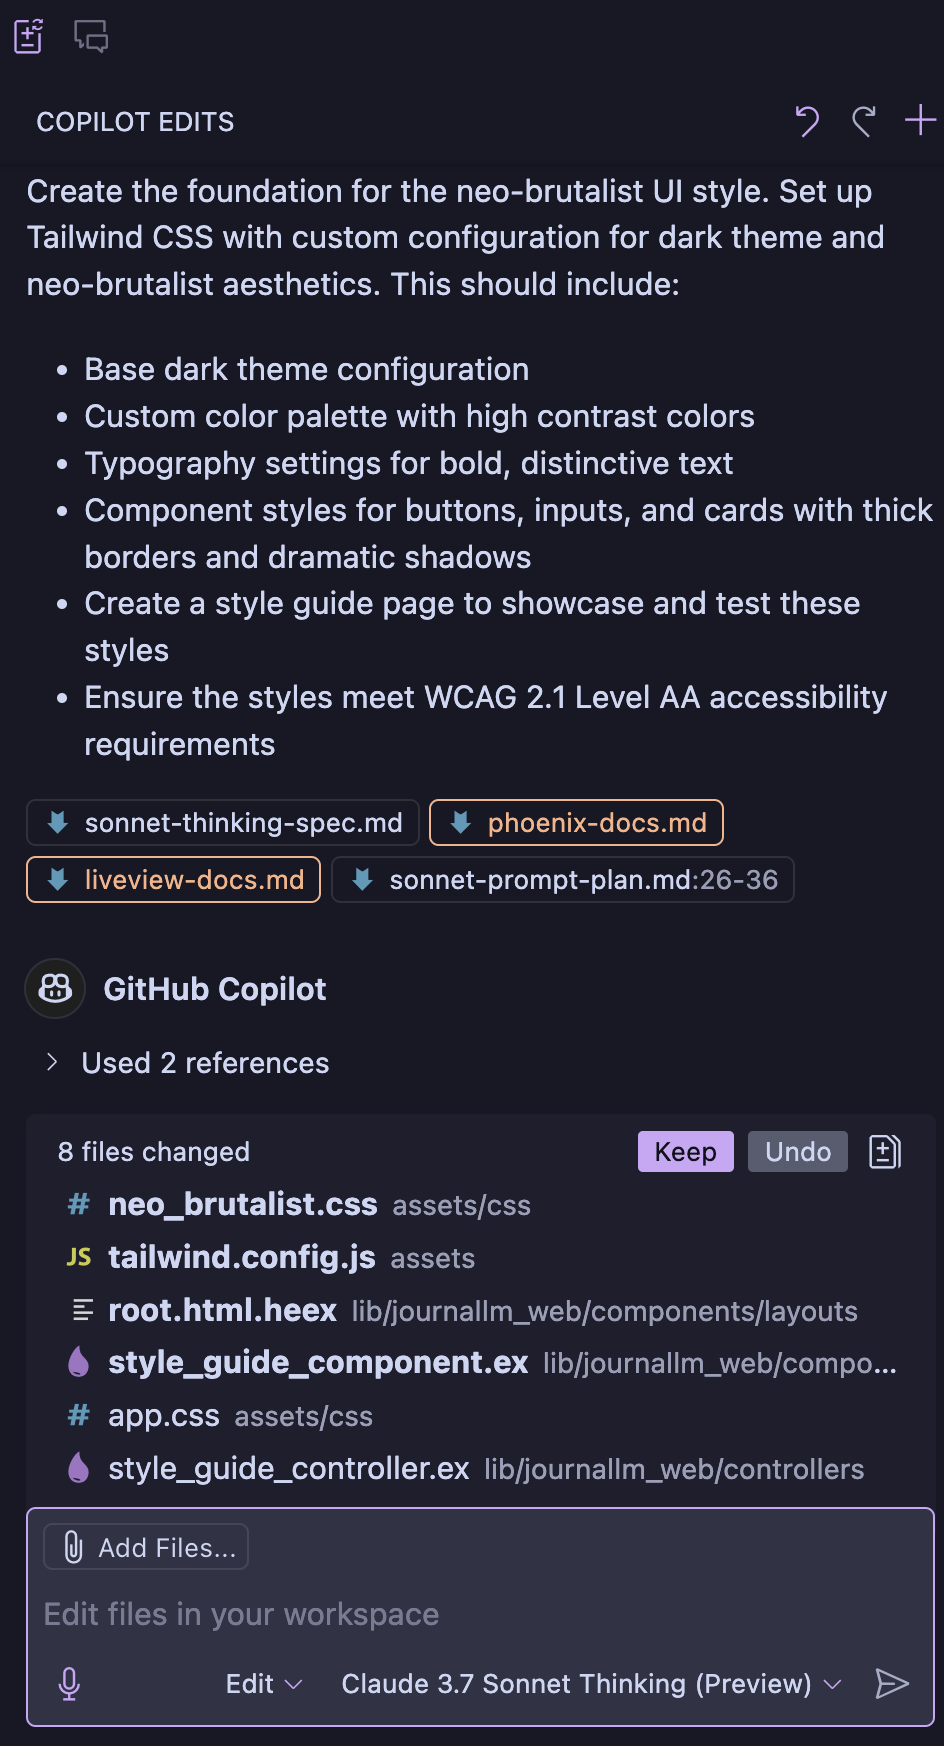 COPILOT EDITS
Create the foundation for the neo-brutalist UI style. Set up
Tailwind CSS with custom configuration for dark theme and
neo-brutalist aesthetics. This should include:
• Base dark theme configuration
• Custom color palette with high contrast colors
• Typography settings for bold, distinctive text
• Component styles for buttons, inputs, and cards with thick
borders and dramatic shadows
• Create a style guide page to showcase and test these
styles
• Ensure the styles meet WCAG 2.1 Level AA accessibility
requirements
sonnet-thinking-spec.md phoenix-docs.md
liveview-docs.md sonnet-prompt-plan.md:26-36
GitHub Copilot
Used 2 references
8 files changed Keep Undo
# neo_brutalist.css assets/css
JS tailwind.config.js assets
root.html.heex lib/journallm_web/components/layouts
style_guide_component.ex lib/journallm_web/compo...
# app.css assets/css
style_guide_controller.ex lib/journallm_web/controllers
Add Files...
Edit files in your workspace
Edit Claude 3.7 Sonnet Thinking (Preview)